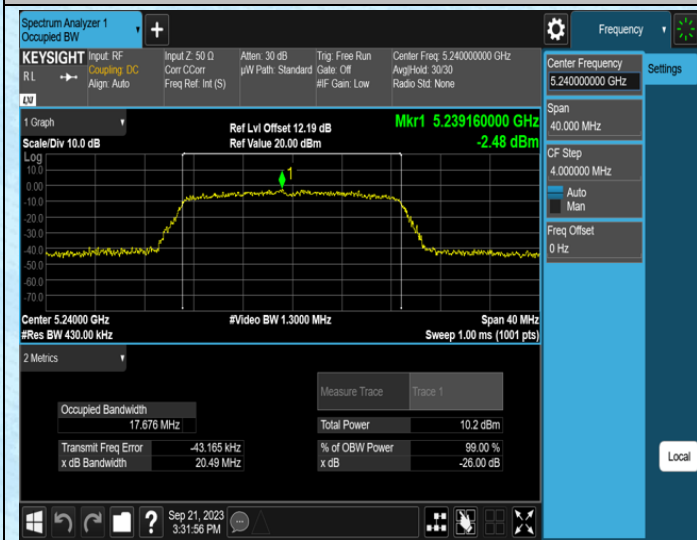 Spectrum Analyzer 1
Occupied BW
Frequency
KEYSIGHT
R L
Input: RF
Coupling: DC
Align: Auto
Input Z: 50 Ω
Corr CCorr
Freq Ref: Int (S)
Atten: 30 dB
µW Path: Standard
Trig: Free Run
Gate: Off
#IF Gain: Low
Center Freq: 5.240000000 GHz
Avg|Hold: 30/30
Radio Std: None
LXI
Center Frequency
5.240000000 GHz
Settings
Span
40.000 MHz
CF Step
4.000000 MHz
Auto
Man
Freq Offset
0 Hz
1 Graph
Scale/Div 10.0 dB
Ref Lvl Offset 12.19 dB
Ref Value 20.00 dBm
Mkr1 5.239160000 GHz
-2.48 dBm
Log
10.0
0.00
-10.0
-20.0
-30.0
-40.0
-50.0
-60.0
-70.0
1
Center 5.24000 GHz
#Res BW 430.00 kHz
#Video BW 1.3000 MHz
Span 40 MHz
Sweep 1.00 ms (1001 pts)
2 Metrics
Measure Trace
Trace 1
Occupied Bandwidth
17.676 MHz
Total Power
10.2 dBm
Transmit Freq Error
-43.165 kHz
% of OBW Power
99.00 %
x dB Bandwidth
20.49 MHz
x dB
-26.00 dB
Local
?
Sep 21, 2023
3:31:56 PM